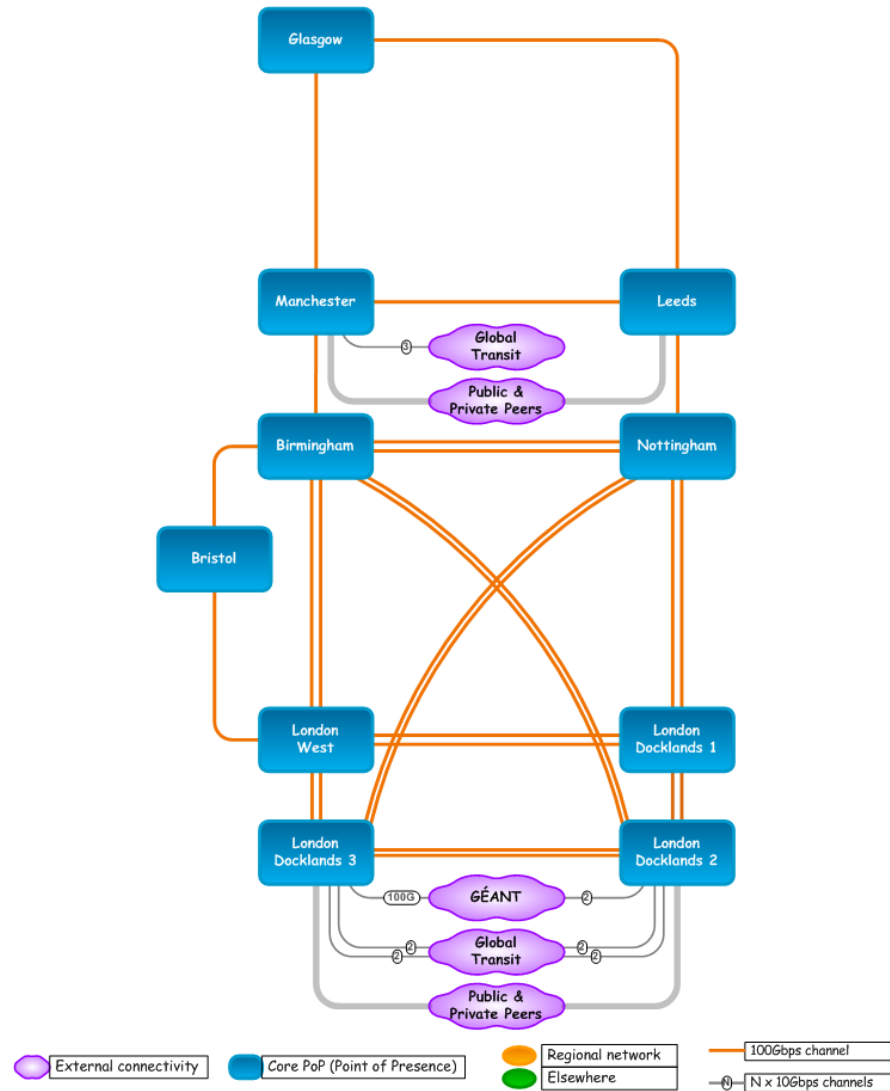 Glasgow
Manchester
Leeds
3
Global
Transit
Public &
Private Peers
Birmingham
Nottingham
Bristol
London
West
London
Docklands 1
London
Docklands 3
London
Docklands 2
100G
GÉANT
2
2
2
Global
Transit
2
2
Public &
Private Peers
External connectivity
Core PoP (Point of Presence)
Regional network
Elsewhere
100Gbps channel
N
N x 10Gbps channels